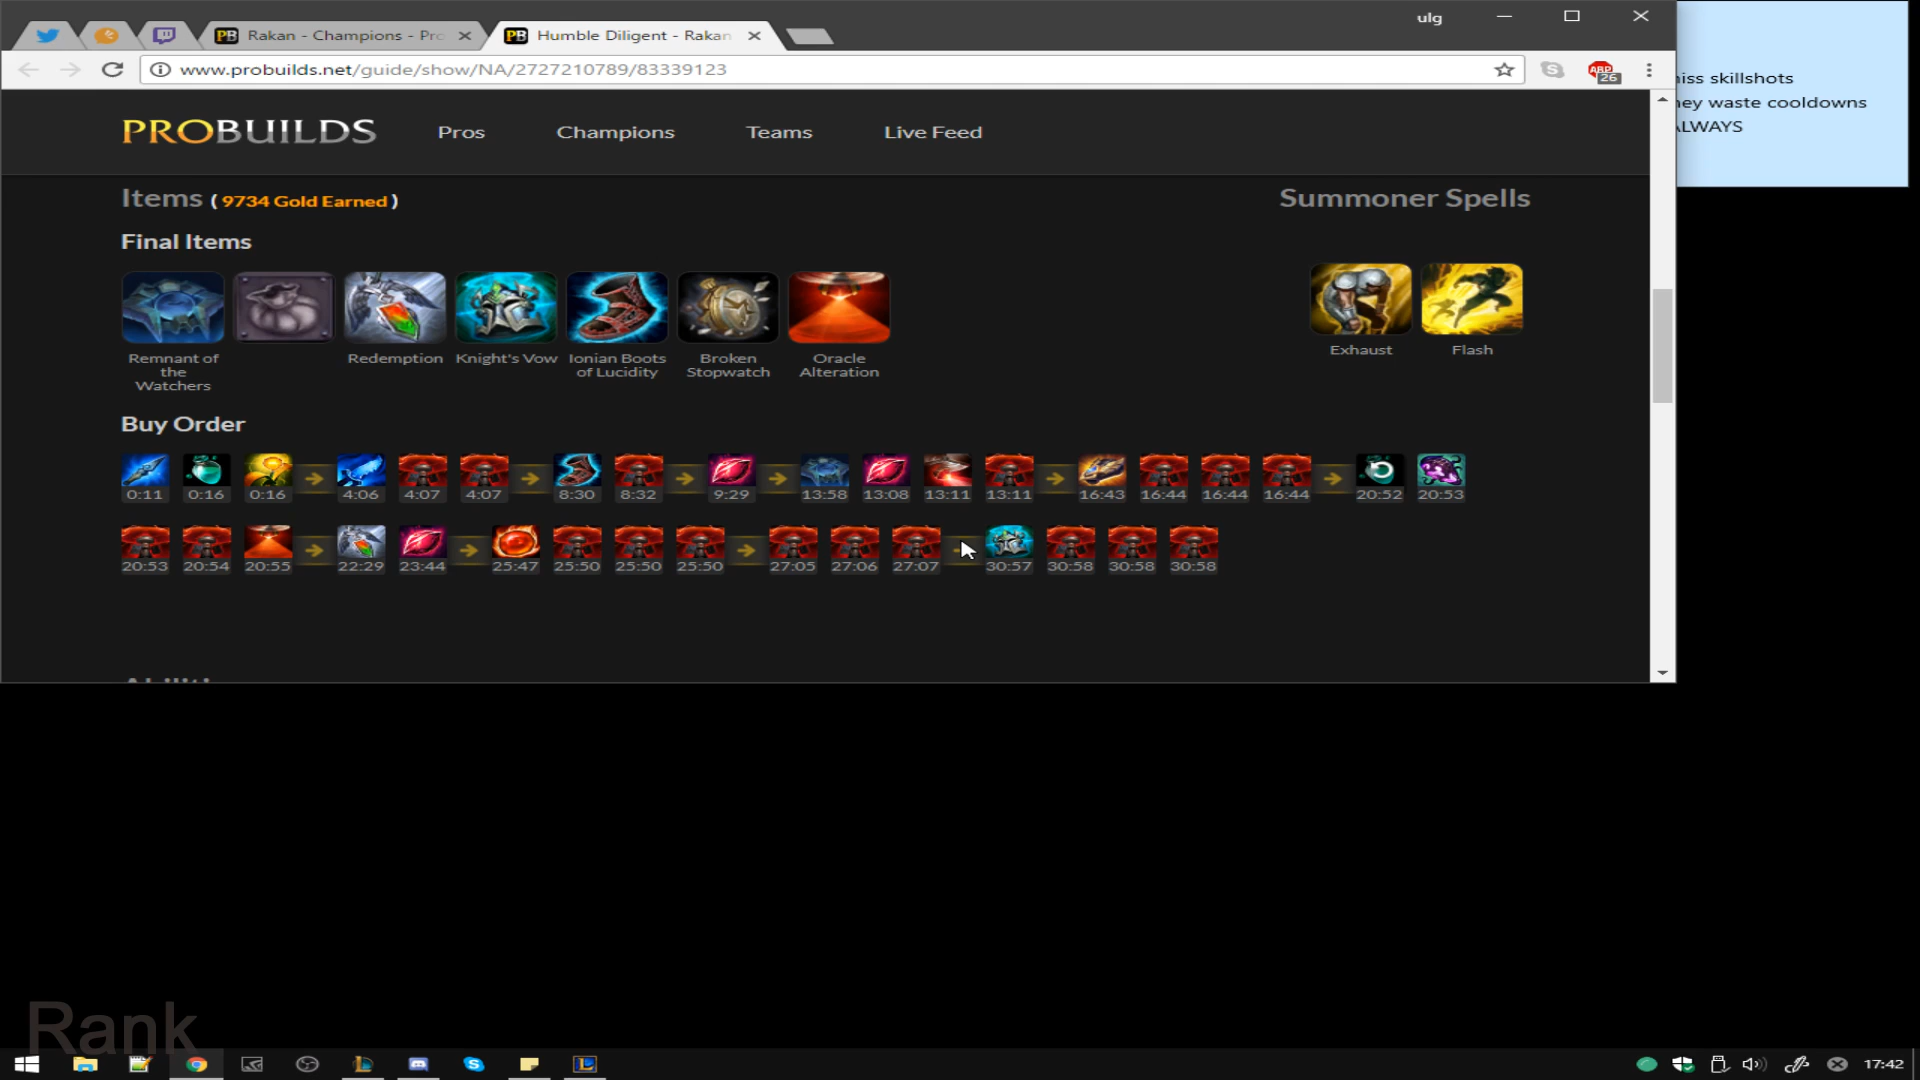 ulg
Rakan - Champions - Pro
Humble Diligent - Rakan
www.probuilds.net/guide/show/NA/2727210789/83339123
ABP
26
iss skillshots
ey waste cooldowns
LWAYS
PROBUILDS
Pros
Champions
Teams
Live Feed
Items ( 9734 Gold Earned )
Summoner Spells
Final Items
Remnant of the Watchers
Redemption
Knight's Vow
Ionian Boots of Lucidity
Broken Stopwatch
Oracle Alteration
Exhaust
Flash
Buy Order
0:11 0:16 0:16 4:06 4:07 4:07 8:30 8:32 9:29 13:58 13:08 13:11 13:11 16:43 16:44 16:44 16:44 20:52 20:53
20:53 20:54 20:55 22:29 23:44 25:47 25:50 25:50 25:50 27:05 27:06 27:07 30:57 30:58 30:58 30:58
Rank
17:42